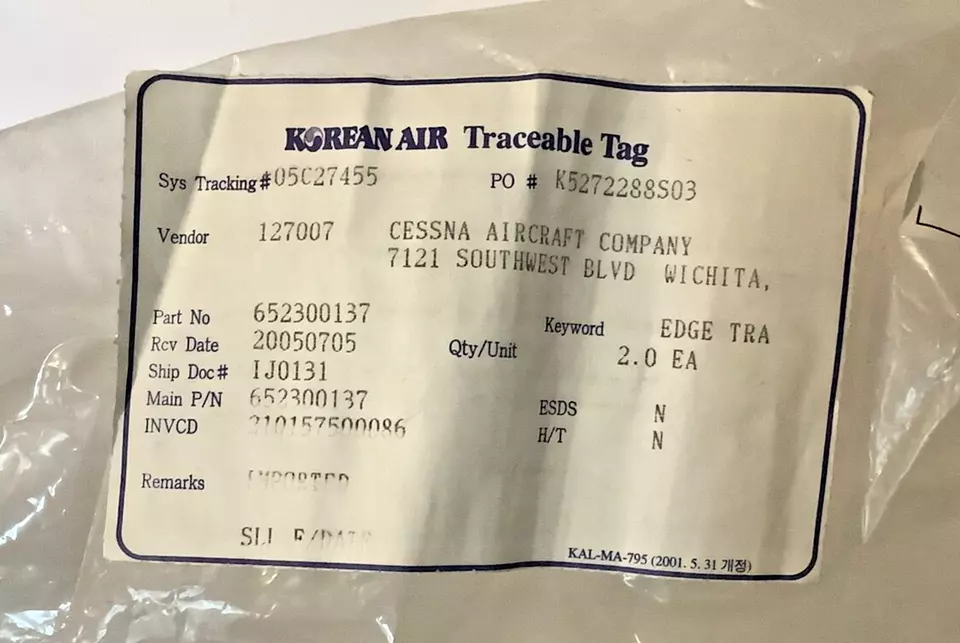 KOREAN AIR Traceable Tag
Sys Tracking# 05C27455 PO # K5272288S03
Vendor 127007 CESSNA AIRCRAFT COMPANY
7121 SOUTHWEST BLVD WICHITA,
Part No 652300137 Keyword EDGE TRA
Rcv Date 20050705 Qty/Unit 2.0 EA
Ship Doc# IJ0131
Main P/N 652300137 ESDS N
INVCD 210157500086 H/T N
Remarks IMPORTED
KAL-MA-795 (2001. 5. 31 개정)